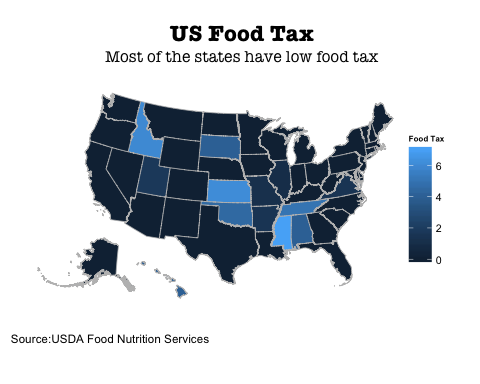 US Food Tax
Most of the states have low food tax
Food Tax
6
4
2
0
Source:USDA Food Nutrition Services